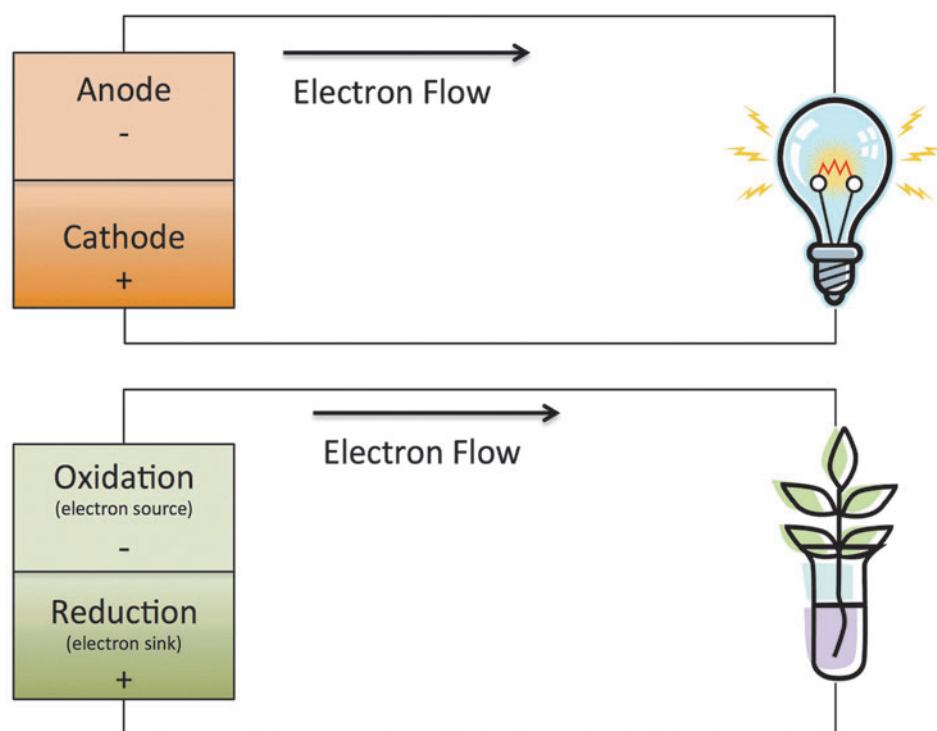 Anode
-
Cathode
+
Electron Flow
Oxidation
(electron source)
-
Reduction
(electron sink)
+
Electron Flow